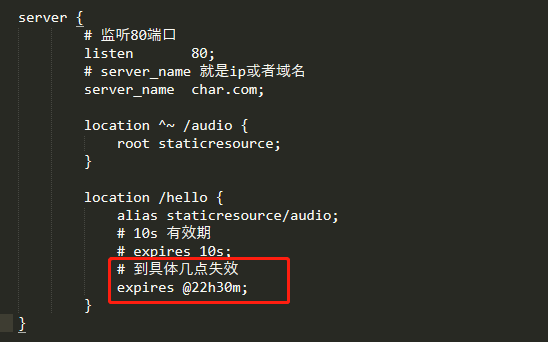 server {
# 监听80端口
listen 80;
# server_name 就是ip或者域名
server_name char.com;
location ^~ /audio {
root staticresource;
}
location /hello {
alias staticresource/audio;
# 10s 有效期
# expires 10s;
# 到具体几点失效
expires @22h30m;
}
}